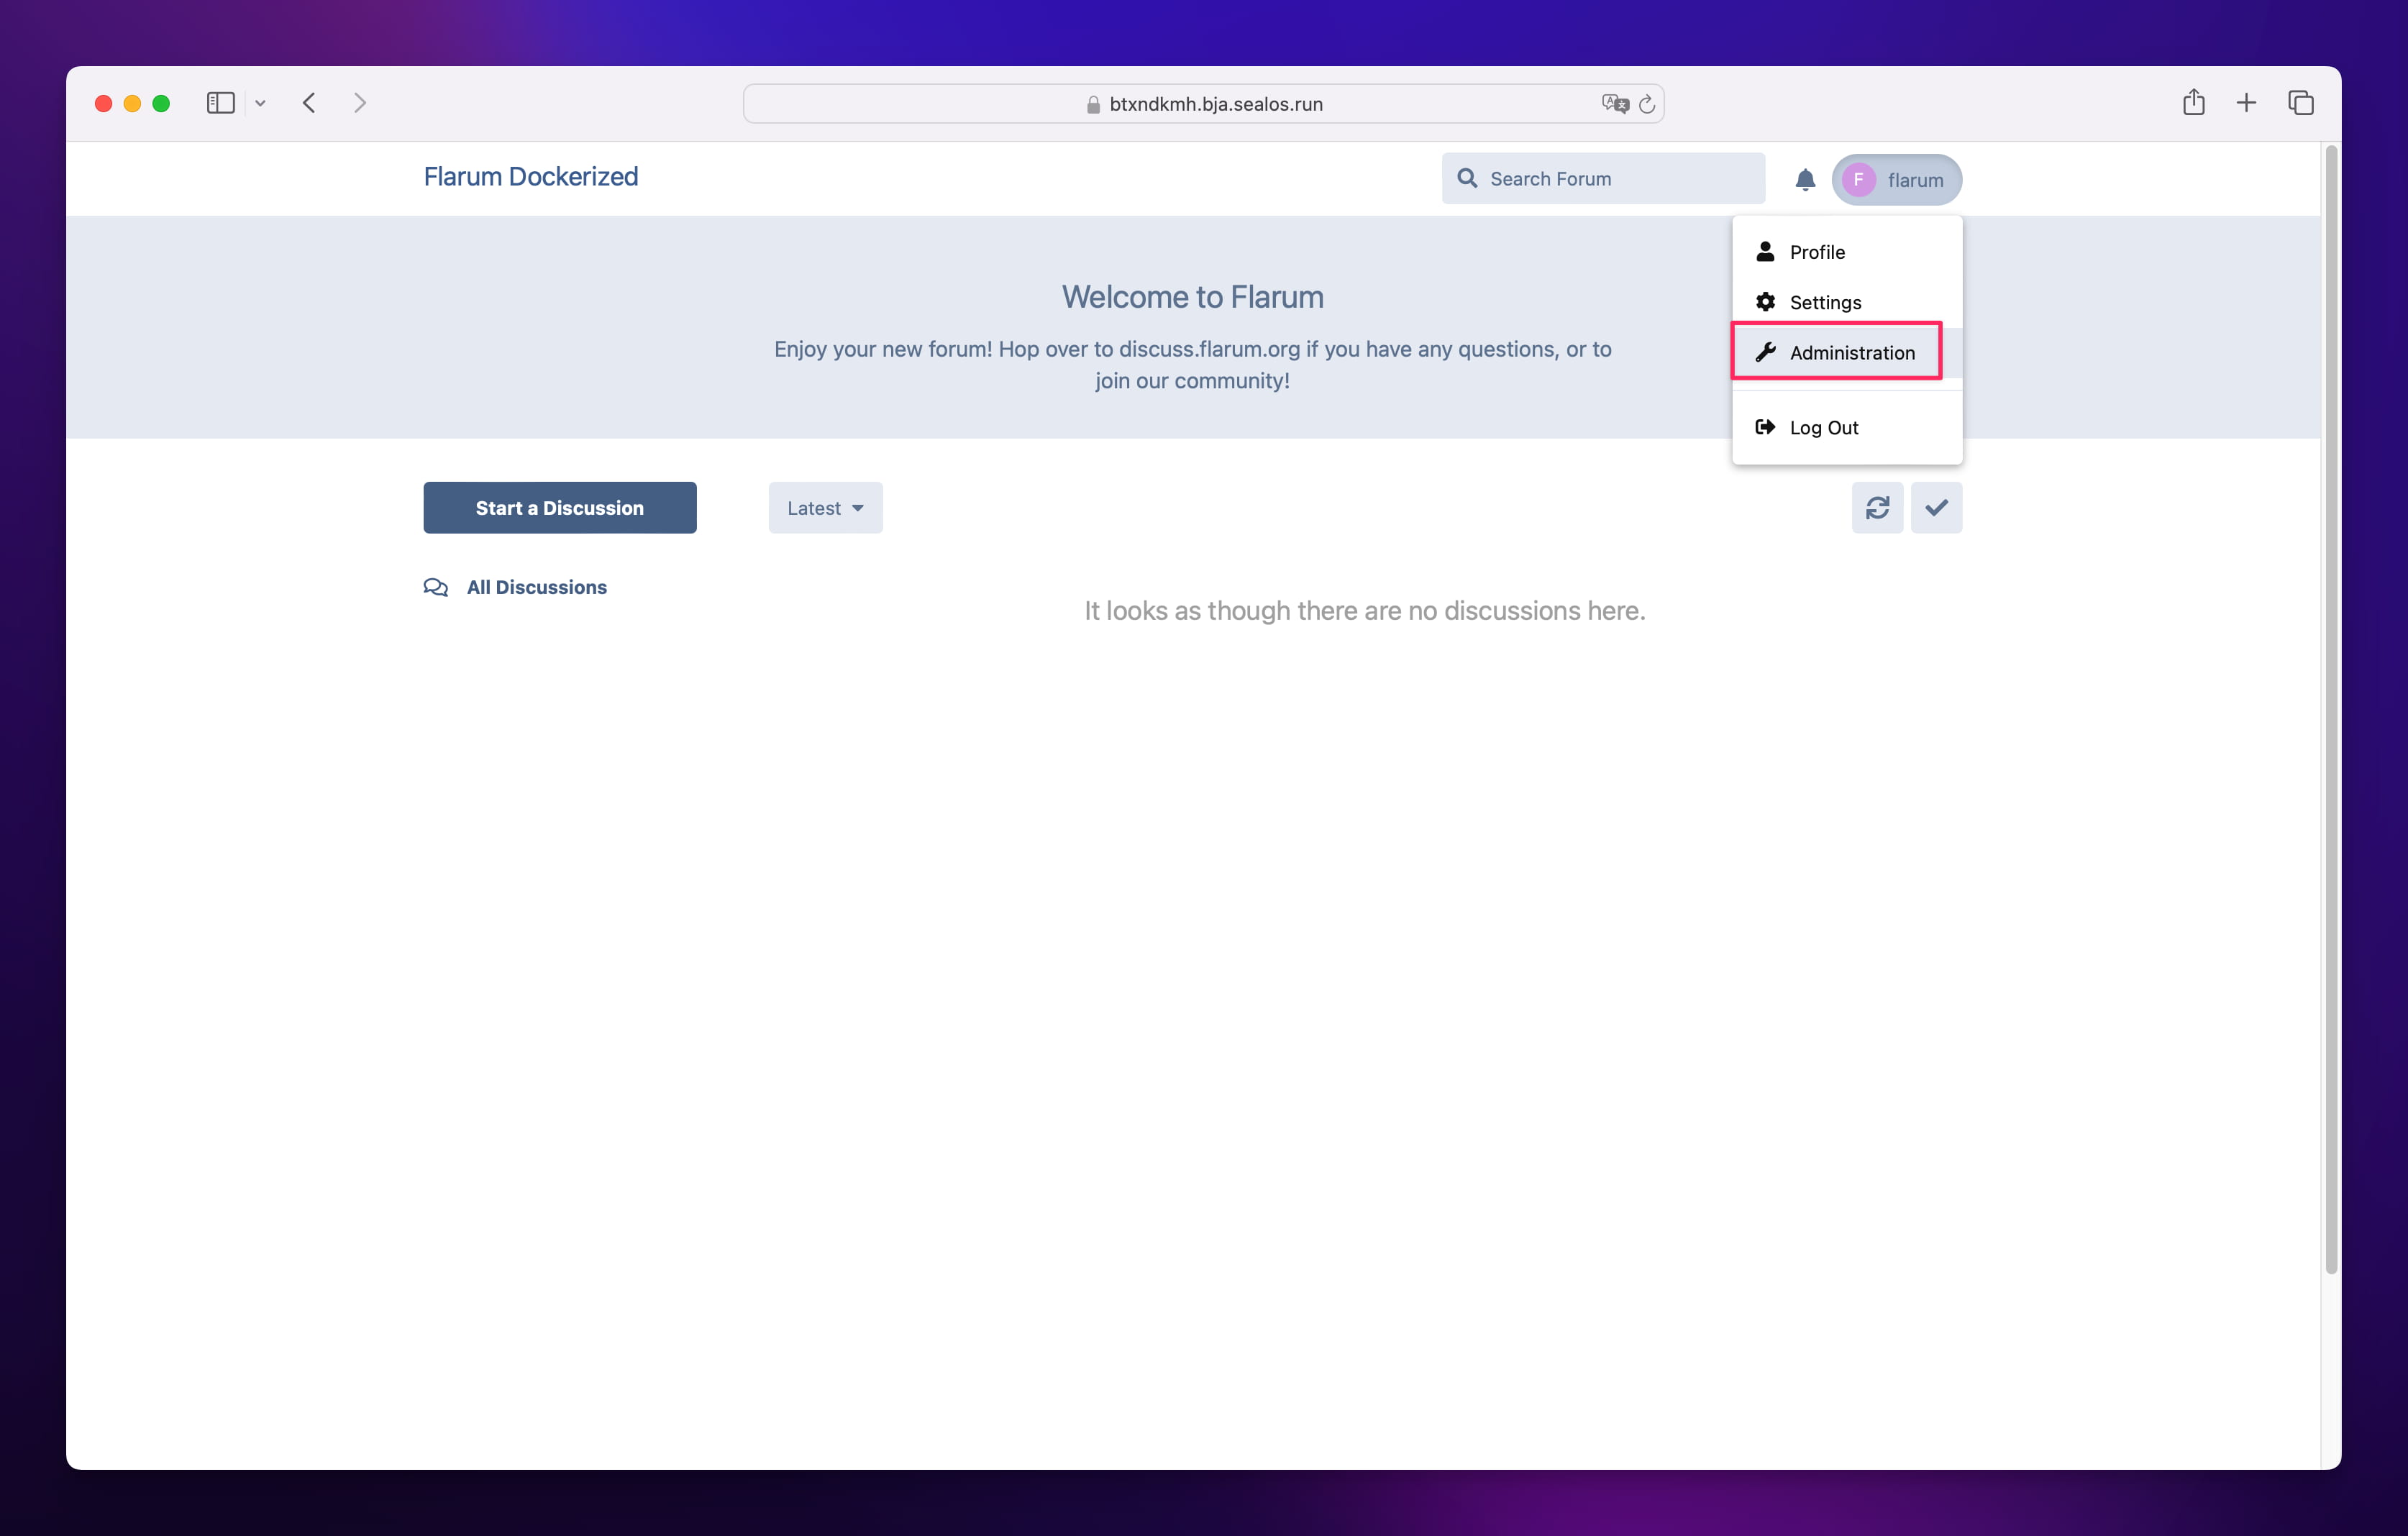 btxndkmh.bja.sealos.run
Flarum Dockerized
Search Forum
F flarum
Profile
Settings
Administration
Log Out
Welcome to Flarum
Enjoy your new forum! Hop over to discuss.flarum.org if you have any questions, or to
join our community!
Start a Discussion
Latest
All Discussions
It looks as though there are no discussions here.